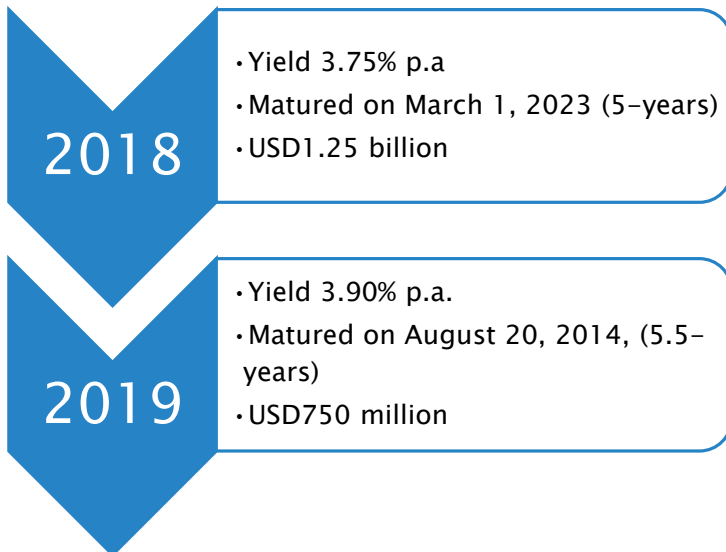 2018
•Yield 3.75% p.a
•Matured on March 1, 2023 (5-years)
•USD1.25 billion
2019
•Yield 3.90% p.a.
•Matured on August 20, 2014, (5.5-
years)
•USD750 million